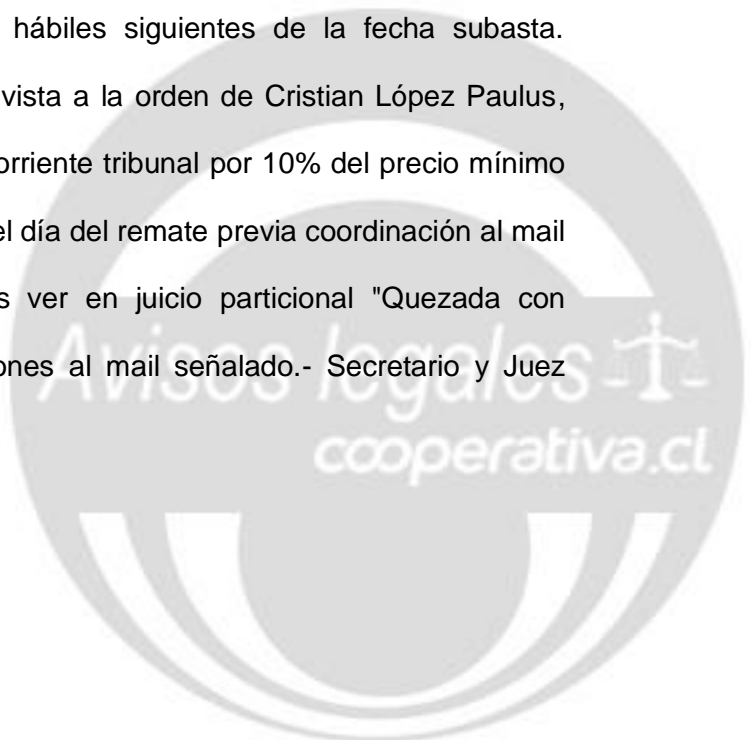 hábiles siguientes de la fecha subasta.
vista a la orden de Cristian López Paulus,
orriente tribunal por 10% del precio mínimo
el día del remate previa coordinación al mail
s ver en juicio particional "Quezada con
ones al mail señalado.- Secretario y Juez
Avisos legales
cooperativa.cl